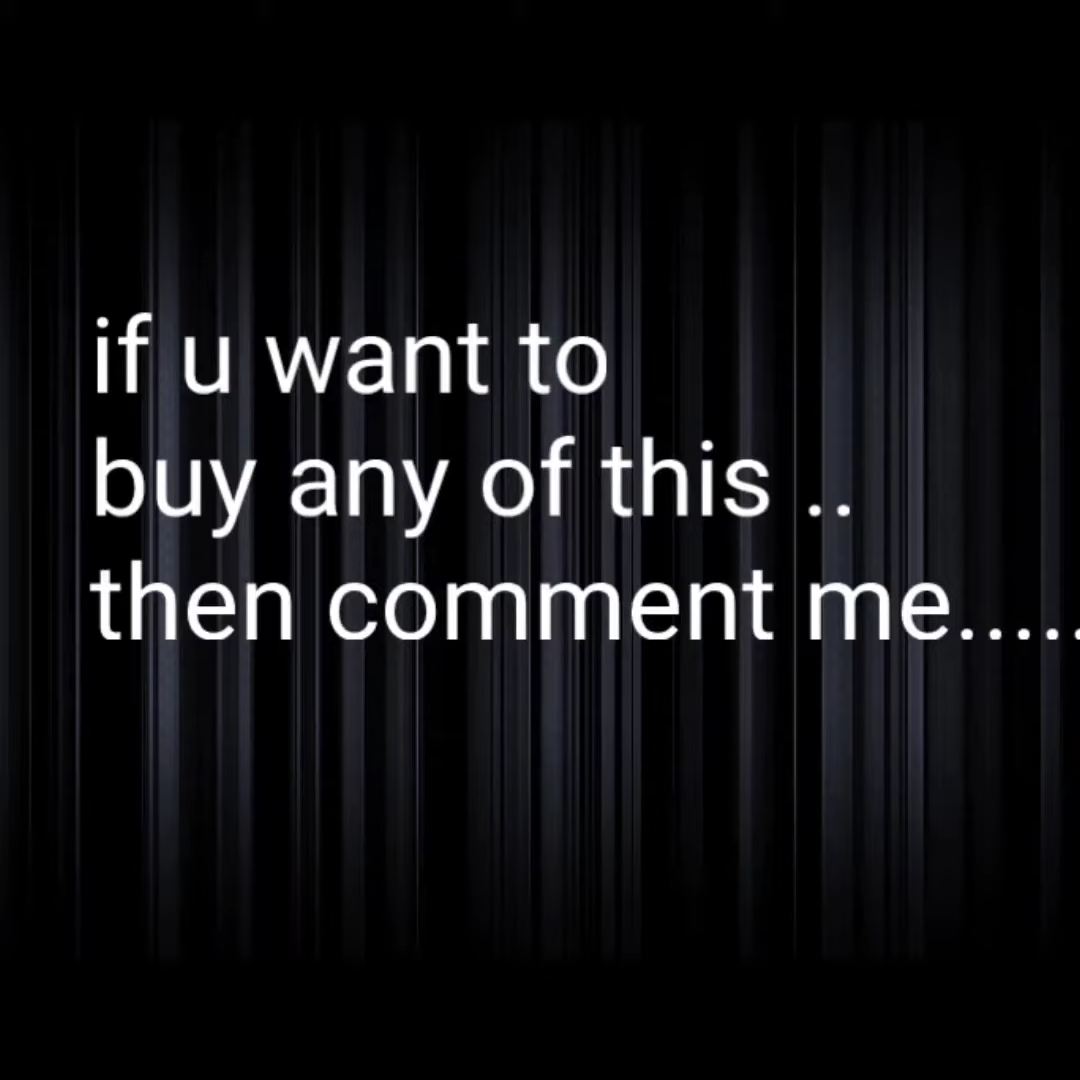 if u want to
buy any of this ..
then comment me.....